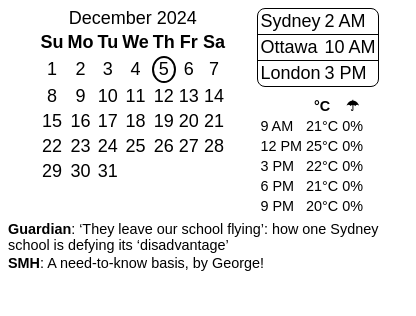 December 2024
Su Mo Tu We Th Fr Sa
1 2 3 4 5 6 7
8 9 10 11 12 13 14
15 16 17 18 19 20 21
22 23 24 25 26 27 28
29 30 31
Sydney 2 AM
Ottawa 10 AM
London 3 PM
°C ☂
9 AM 21°C 0%
12 PM 25°C 0%
3 PM 22°C 0%
6 PM 21°C 0%
9 PM 20°C 0%
Guardian: ‘They leave our school flying’: how one Sydney
school is defying its ‘disadvantage’
SMH: A need-to-know basis, by George!